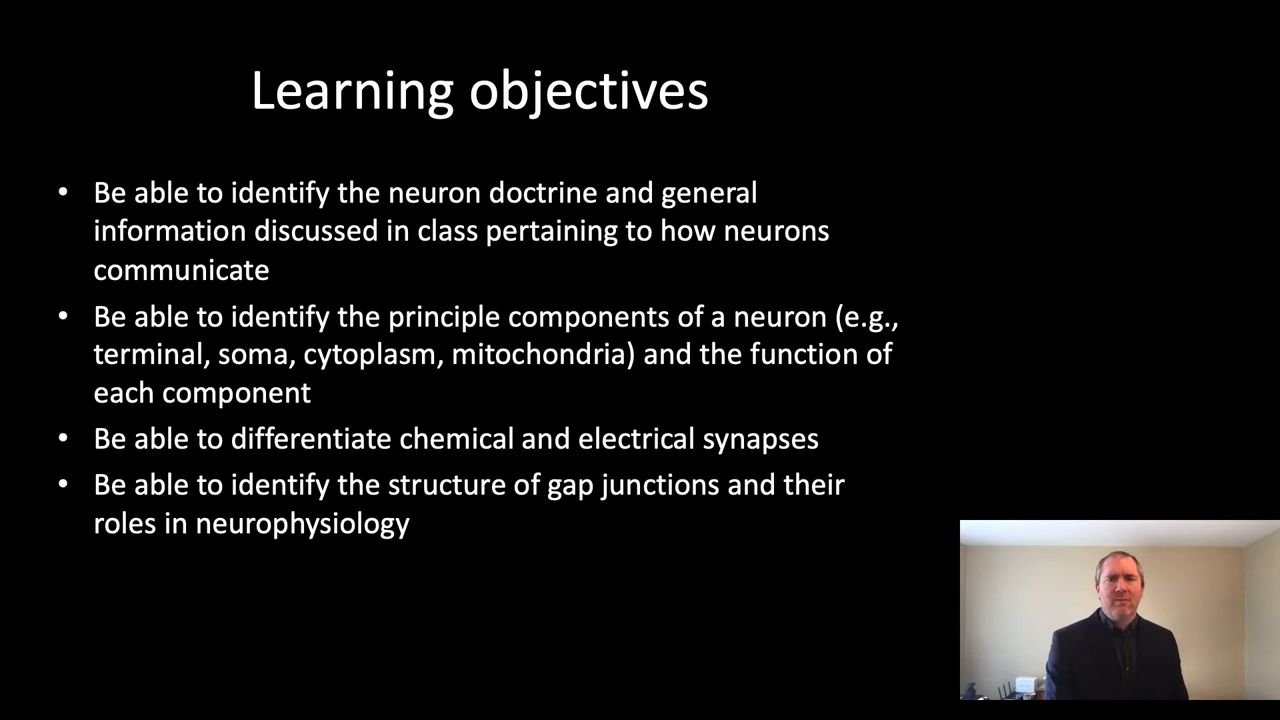 Learning objectives
• Be able to identify the neuron doctrine and general
information discussed in class pertaining to how neurons
communicate
• Be able to identify the principle components of a neuron (e.g.,
terminal, soma, cytoplasm, mitochondria) and the function of
each component
• Be able to differentiate chemical and electrical synapses
• Be able to identify the structure of gap junctions and their
roles in neurophysiology